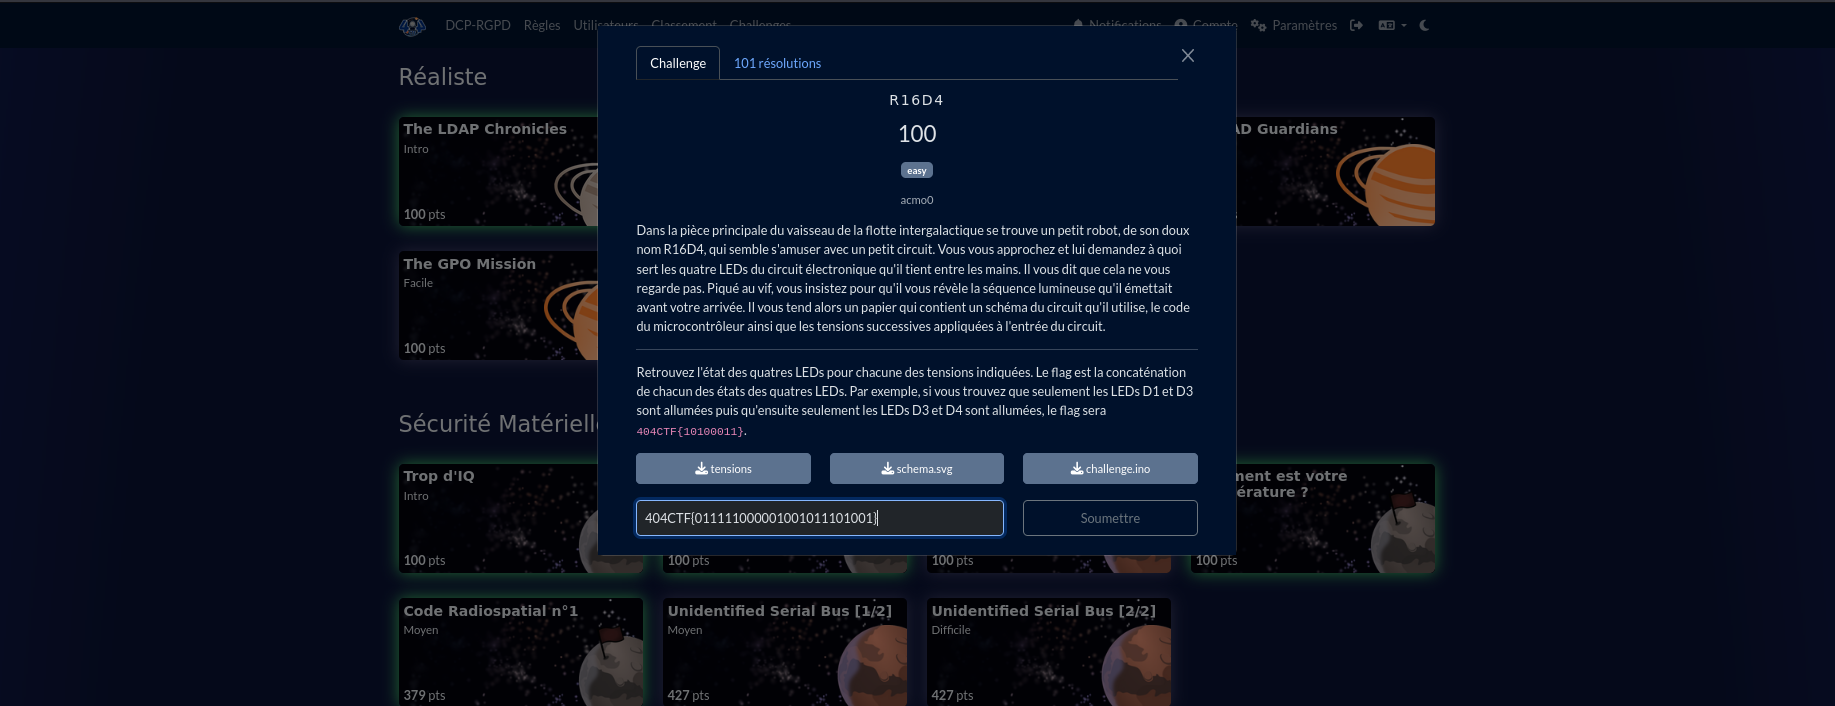 DCP-RGPD Règles Utilisateurs Classement Challenges Notifications Compte Paramètres
Réaliste
The LDAP Chronicles
Intro
100 pts
AD Guardians
The GPO Mission
Facile
100 pts
Challenge 101 résolutions
R16D4
100
easy
acmo0
Dans la pièce principale du vaisseau de la flotte intergalactique se trouve un petit robot, de son doux
nom R16D4, qui semble s'amuser avec un petit circuit. Vous vous approchez et lui demandez à quoi
sert les quatre LEDs du circuit électronique qu'il tient entre les mains. Il vous dit que cela ne vous
regarde pas. Piqué au vif, vous insistez pour qu'il vous révèle la séquence lumineuse qu'il émettait
avant votre arrivée. Il vous tend alors un papier qui contient un schéma du circuit qu'il utilise, le code
du microcontrôleur ainsi que les tensions successives appliquées à l'entrée du circuit.
Retrouvez l'état des quatres LEDs pour chacune des tensions indiquées. Le flag est la concaténation
de chacun des états des quatres LEDs. Par exemple, si vous trouvez que seulement les LEDs D1 et D3
sont allumées puis qu'ensuite seulement les LEDs D3 et D4 sont allumées, le flag sera
404CTF{10100011}.
tensions schema.svg challenge.ino
404CTF{011111000001001011101001}
Soumettre
Sécurité Matérielle
Trop d'IQ
Intro
100 pts
100 pts
100 pts
ment est votre
érature ?
100 pts
Code Radiospatial n°1
Moyen
379 pts
Unidentified Serial Bus [1/2]
Moyen
427 pts
Unidentified Serial Bus [2/2]
Difficile
427 pts